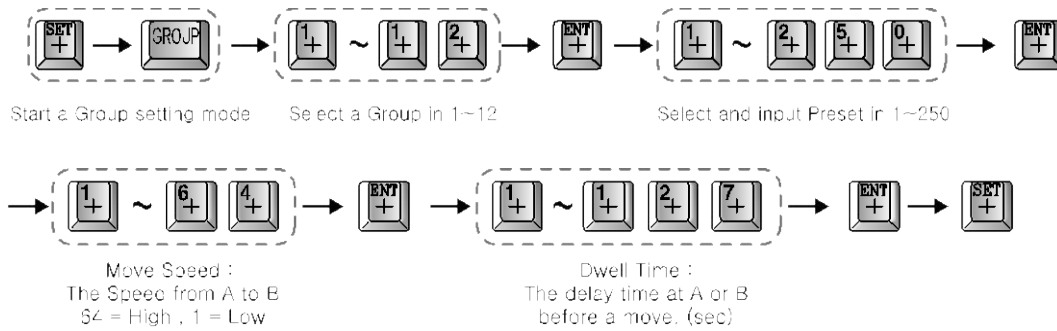 SET GROUP 1 ~ 1 2 ENT 1 ~ 2 5 0 ENT
Start a Group setting mode Select a Group in 1~12 Select and input Preset in 1~250
1 ~ 6 4 ENT 1 ~ 1 2 7 ENT SET
Move Speed : Dwell Time :
The Speed from A to B The delay time at A or B
64 = High , 1 = Low before a move. (sec)